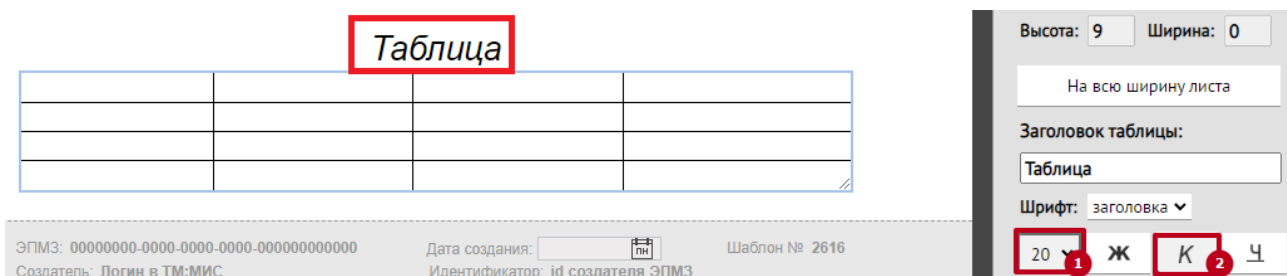 Таблица
ЭПМЗ: 00000000-0000-0000-0000-000000000000 Дата создания: ПН Шаблон № 2616
Создатель: Логин в ТМ:МИС Идентификатор: id создателя ЭПМЗ
Высота: 9 Ширина: 0
На всю ширину листа
Заголовок таблицы:
Таблица
Шрифт: заголовка
20 1 Ж К 2 Ч